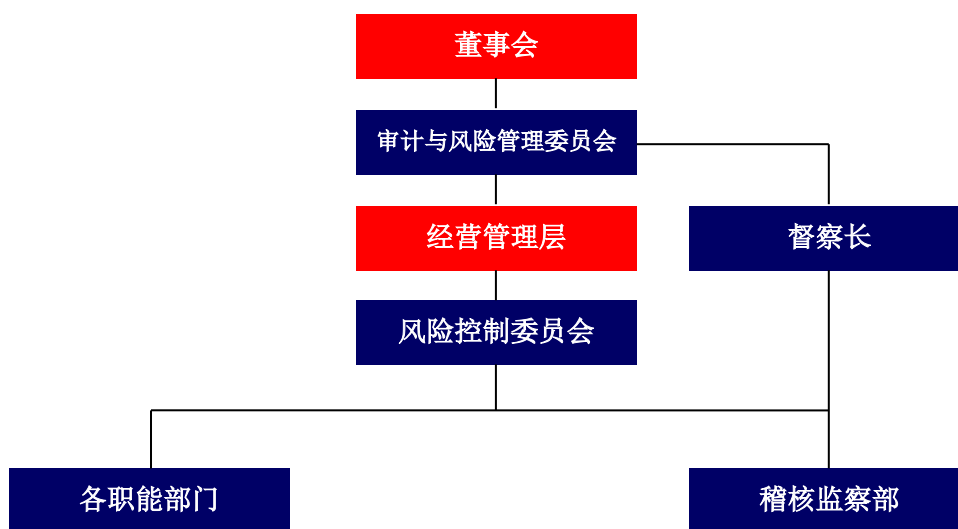 董事会
审计与风险管理委员会
经营管理层
督察长
风险控制委员会
各职能部门
稽核监察部